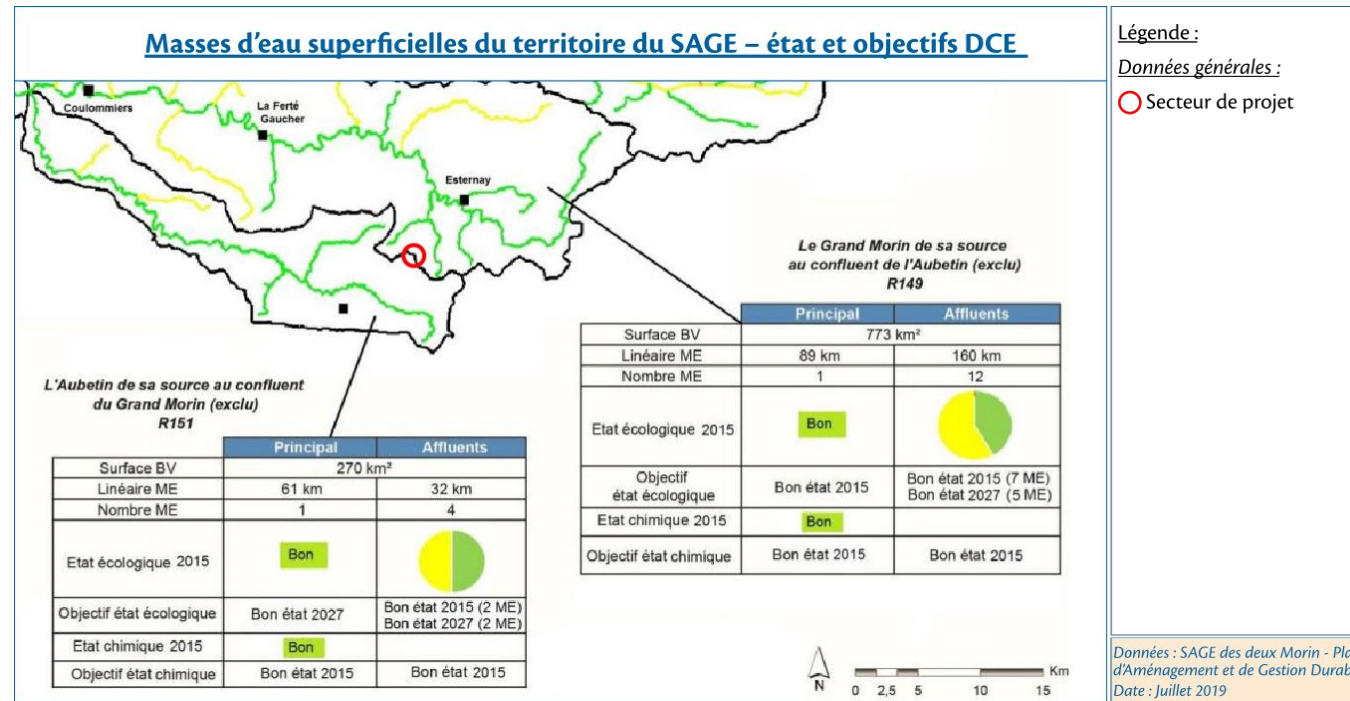 Masses d'eau superficielles du territoire du SAGE – état et objectifs DCE
Coulommiers
La Ferté
Gaucher
Esternay
Le Grand Morin de sa source
au confluent de l'Aubetin (exclu)
R149
Principal Affluents
Surface BV 773 km²
Linéaire ME 89 km 160 km
Nombre ME 1 12
Etat écologique 2015 Bon
Objectif
état écologique Bon état 2015 Bon état 2015 (7 ME)
Bon état 2027 (5 ME)
Etat chimique 2015 Bon
Objectif état chimique Bon état 2015 Bon état 2015
L'Aubetin de sa source au confluent
du Grand Morin (exclu)
R151
Principal Affluents
Surface BV 270 km²
Linéaire ME 61 km 32 km
Nombre ME 1 4
Etat écologique 2015 Bon
Objectif état écologique Bon état 2027 Bon état 2015 (2 ME)
Bon état 2027 (2 ME)
Etat chimique 2015 Bon
Objectif état chimique Bon état 2015 Bon état 2015
N
0 2,5 5 10 15 Km
Légende :
Données générales :
Secteur de projet
Données : SAGE des deux Morin - Pla
d'Aménagement et de Gestion Durab
Date : Juillet 2019